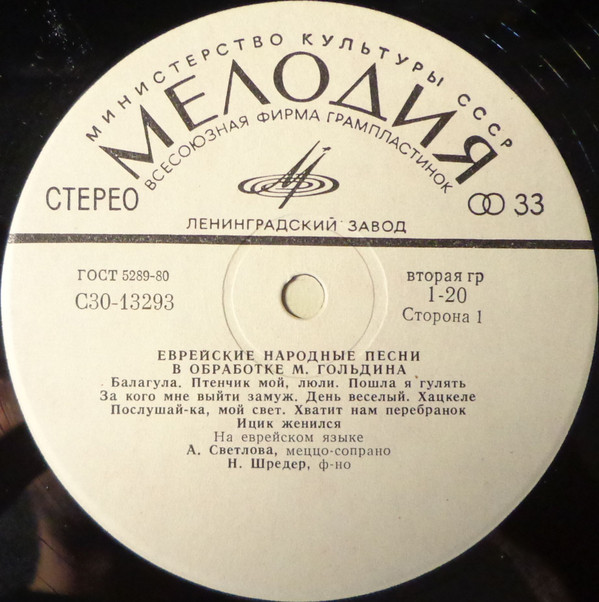 МИНИСТЕРСТВО КУЛЬТУРЫ СССР
МЕЛОДИЯ
ВСЕСОЮЗНАЯ ФИРМА ГРАМПЛАСТИНОК
СТЕРЕО
33
ЛЕНИНГРАДСКИЙ ЗАВОД
ГОСТ 5289-80
вторая гр
С30-13293
1-20
Сторона 1
ЕВРЕЙСКИЕ НАРОДНЫЕ ПЕСНИ
В ОБРАБОТКЕ М. ГОЛЬДИНА
Балагула. Птенчик мой, люли. Пошла я гулять
За кого мне выйти замуж. День веселый. Хацкеле
Послушай-ка, мой свет. Хватит нам перебранок
Ицик женился
На еврейском языке
А. Светлова, меццо-сопрано
Н. Шредер, ф-но